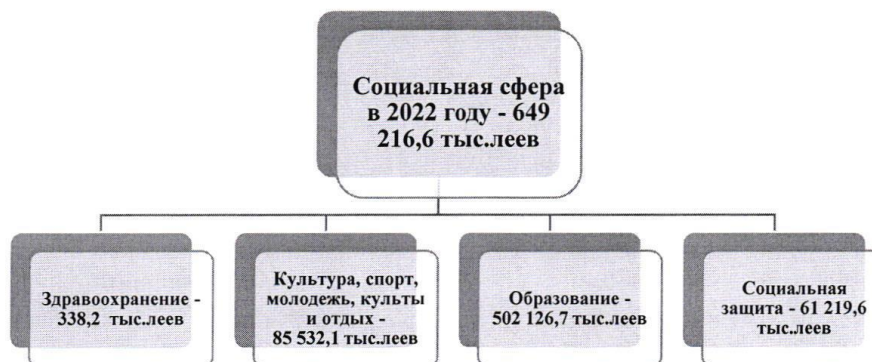 Социальная сфера
в 2022 году - 649
216,6 тыс.леев
Здравоохранение -
338,2 тыс.леев
Культура, спорт,
молодежь, культы
и отдых -
85 532,1 тыс.леев
Образование -
502 126,7 тыс.леев
Социальная
защита - 61 219,6
тыс.леев